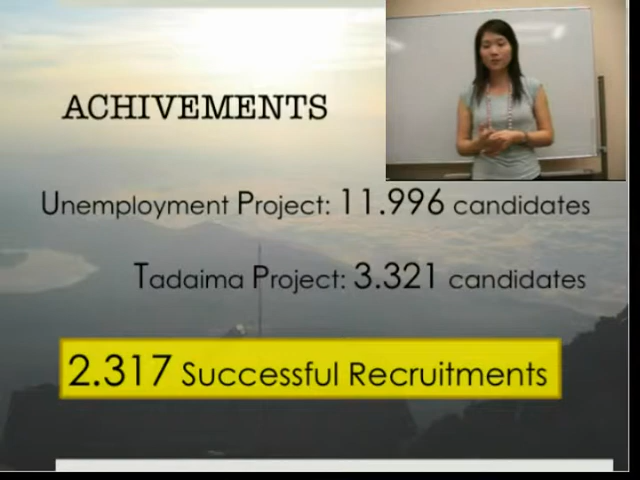 ACHIVEMENTS
Unemployment Project: 11.996 candidates
Tadaima Project: 3.321 candidates
2.317 Successful Recruitments